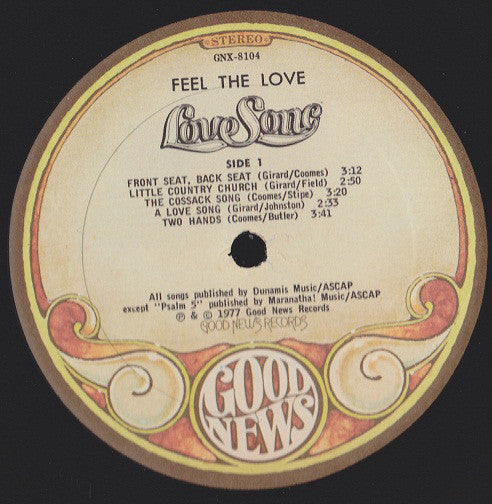 STEREO
GNX-8104
FEEL THE LOVE
Love Song
SIDE 1
FRONT SEAT, BACK SEAT (Girard/Coomes) 3:12
LITTLE COUNTRY CHURCH (Girard/Field) 2:50
THE COSSACK SONG (Coomes/Stipe) 3:20
A LOVE SONG (Girard/Johnston) 2:33
TWO HANDS (Coomes/Butler) 3:41
All songs published by Dunamis Music/ASCAP
except "Psalm 5" published by Maranatha! Music/ASCAP
℗ & © 1977 Good News Records
GOOD NEWS RECORDS
GOOD
NEWS